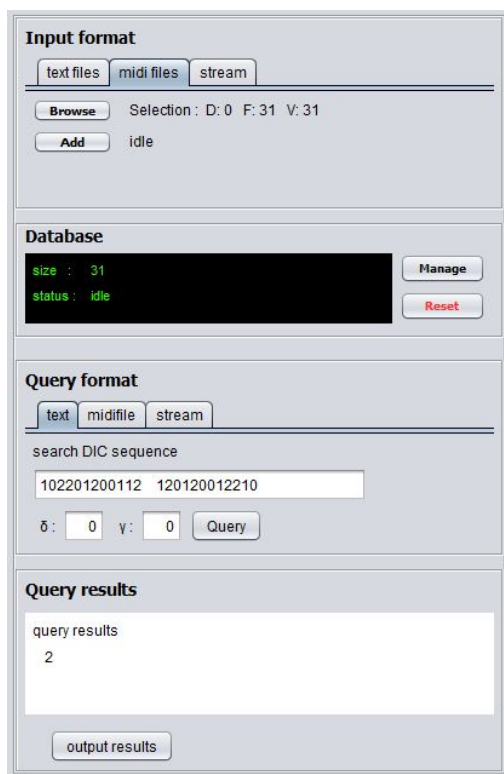 Input format
text files midi files stream
Browse Selection : D: 0 F: 31 V: 31
Add idle
Database
size : 31
Manage
status : idle
Reset
Query format
text midifile stream
search DIC sequence
102201200112 120120012210
δ : 0 γ : 0 Query
Query results
query results
2
output results